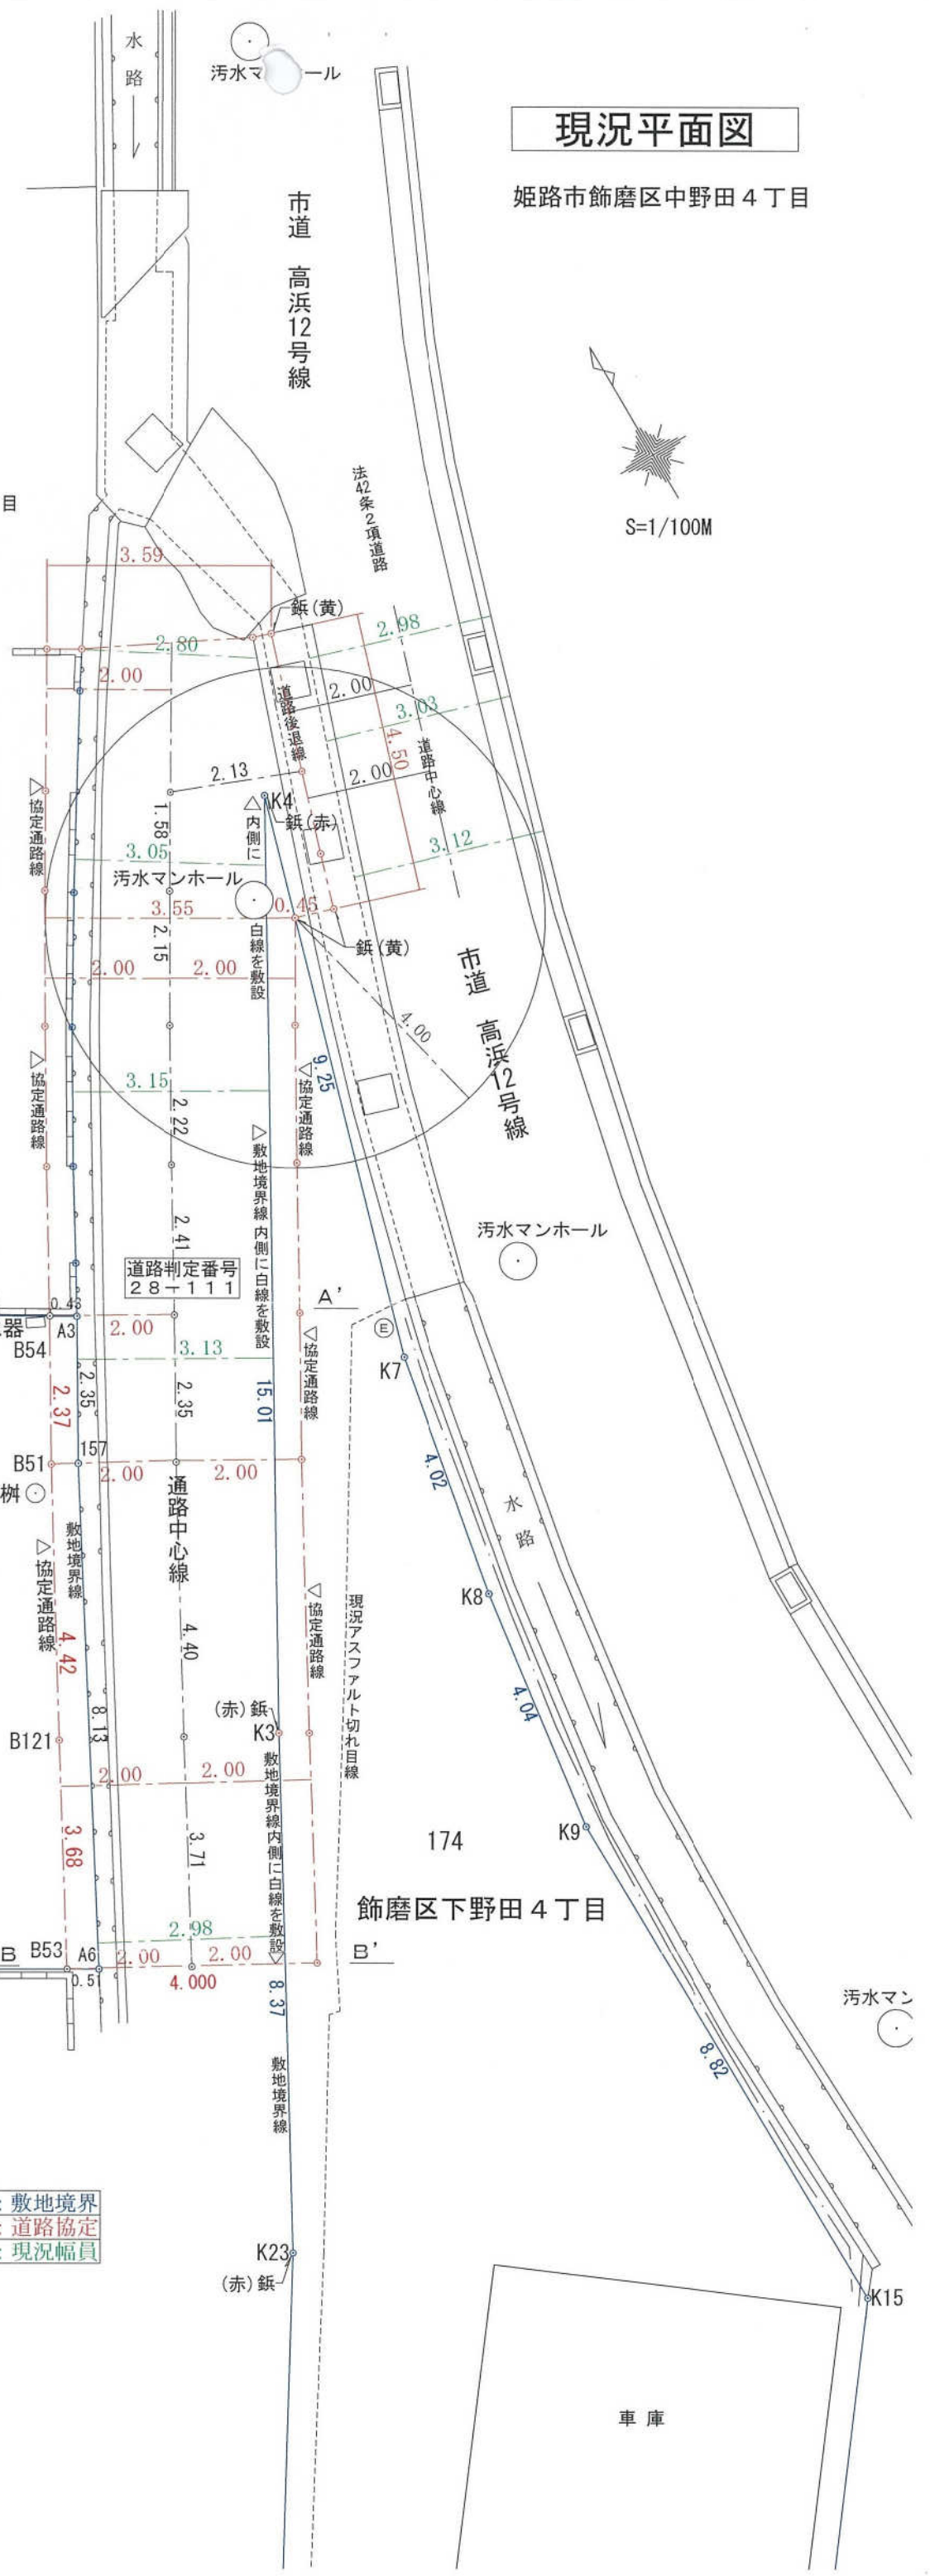 水路
汚水マ ール
現況平面図
姫路市飾磨区中野田４丁目
市道 高浜12号線
法42条2項道路
S=1/100M
目
3.59
鋲(黄)
2.80
2.98
2.00
道路後退線
2.00
3.03
4.50
道路中心線
2.13
2.00
▽協定通路線
1.58
K4
△内側に
鋲(赤)
3.05
3.12
汚水マンホール
3.55
0.45
2.15
白線を敷設
鋲(黄)
2.00
2.00
市道 高浜12号線
4.00
▽協定通路線
3.15
9.25
△協定通路線
2.22
▽敷地境界線 内側に白線を敷設
2.41
汚水マンホール
道路判定番号
２８－１１１
A'
0.43
器
A3
2.00
E
B54
3.13
K7
△協定通路線
2.37
2.35
2.35
15.01
4.02
157
B51
2.00
2.00
桝
通路中心線
水路
敷地境界線
▽協定通路線
△協定通路線
現況アスファルト切れ目線
K8
4.42
4.40
4.04
8.13
(赤)鋲
K3
B121
2.00
2.00
敷地境界線内側に白線を敷設▽
K9
174
3.68
3.71
飾磨区下野田４丁目
2.98
B
B53
A6
2.00
2.00
B'
0.51
4.000
8.37
汚水マン
8.82
敷地境界線
：敷地境界
：道路協定
：現況幅員
K23
(赤)鋲
K15
車庫